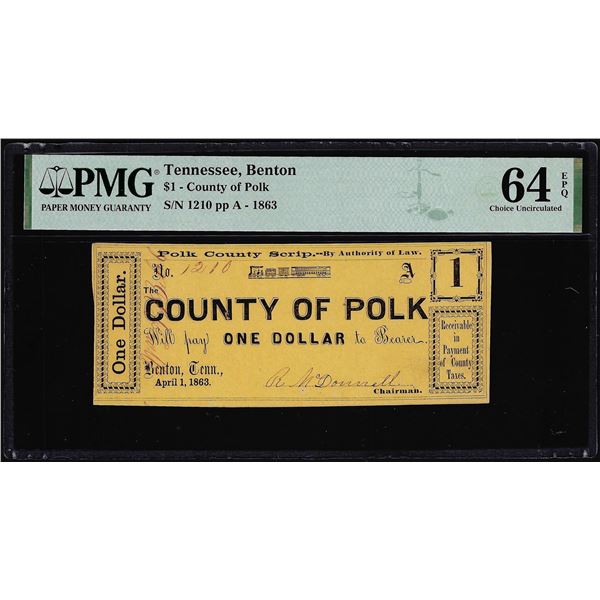 PMG®
PAPER MONEY GUARANTY
Tennessee, Benton
$1 - County of Polk
S/N 1210 pp A - 1863
64 EPQ
Choice Uncirculated
Polk County Scrip.--By Authority of Law.
No. 1210
A
1
One Dollar.
The
COUNTY OF POLK
Will pay ONE DOLLAR to Bearer
Benton, Tenn.,
April 1, 1863.
R McDonnell
Chairman.
Receivable
in
Payment
of County
Taxes.